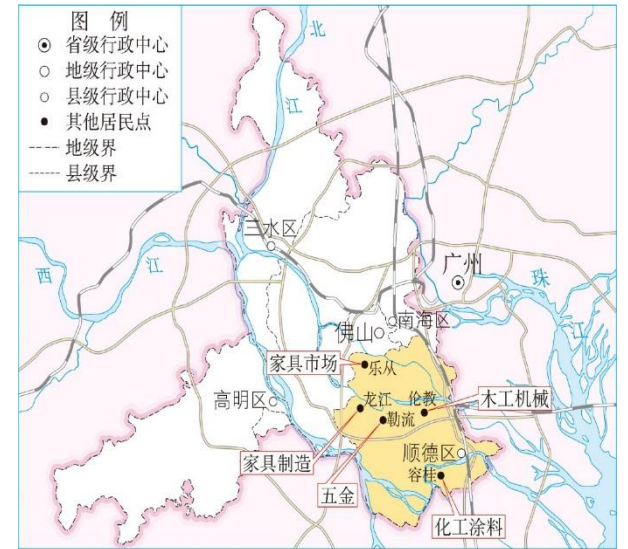 图 例
省级行政中心
地级行政中心
县级行政中心
其他居民点
地级界
县级界
北
江
三水区
西
江
广州
珠
江
南海区
佛山
家具市场
乐从
高明区
龙江
伦教
木工机械
勒流
家具制造
顺德区
五金
容桂
化工涂料